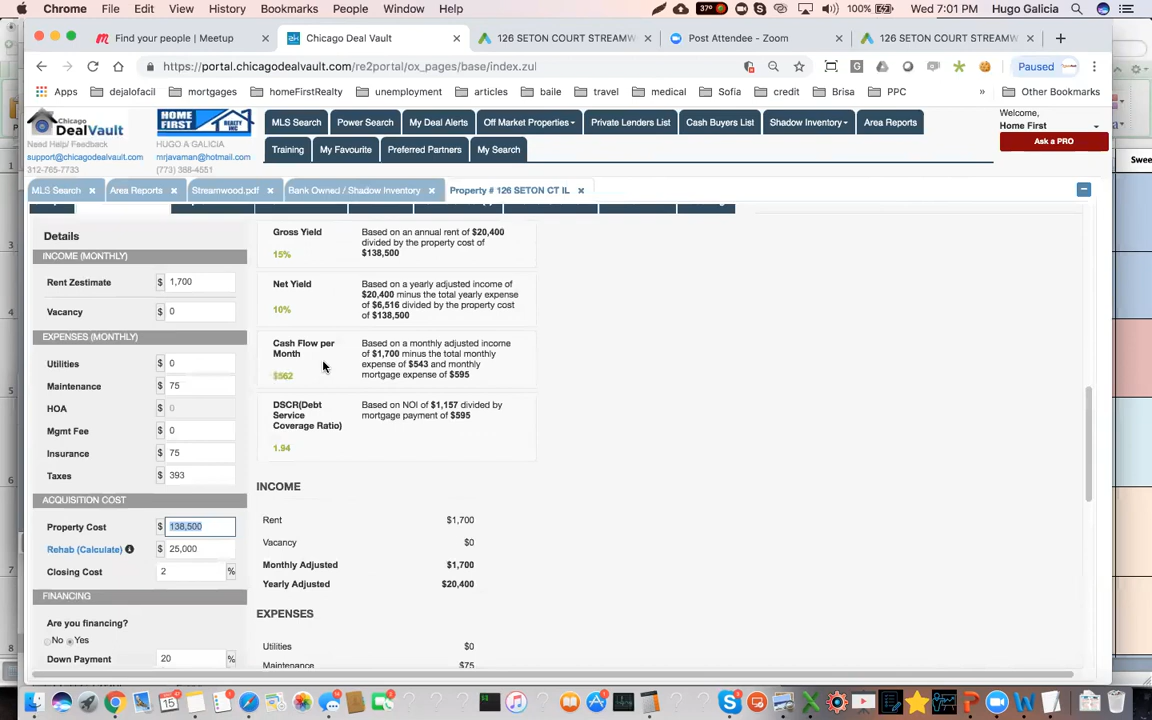 Chrome File Edit View History Bookmarks People Window Help 37° 100% Wed 7:01 PM Hugo Galicia
Find your people | Meetup × Chicago Deal Vault × 126 SETON COURT STREAMW × Post Attendee - Zoom × 126 SETON COURT STREAMW × +
https://portal.chicagodealvault.com/re2portal/ox_pages/base/index.zul Paused
Apps dejalofacil mortgages homeFirstRealty unemployment articles baile travel medical Sofia credit Brisa PPC » Other Bookmarks
Chicago
DealVault
Need Help/ Feedback
support@chicagodealvault.com
312-765-7733
HOME FIRST
REALTY INC
HUGO A GALICIA
mrjavaman@hotmail.com
(773) 388-4551
MLS Search Power Search My Deal Alerts Off Market Properties Private Lenders List Cash Buyers List Shadow Inventory Area Reports
Training My Favourite Preferred Partners My Search
Welcome,
Home First
Ask a PRO
MLS Search × Area Reports × Streamwood.pdf × Bank Owned / Shadow Inventory × Property # 126 SETON CT IL ×
Details
INCOME (MONTHLY)
Rent Zestimate $ 1,700
Vacancy $ 0
EXPENSES (MONTHLY)
Utilities $ 0
Maintenance $ 75
HOA $ 0
Mgmt Fee $ 0
Insurance $ 75
Taxes $ 393
ACQUISITION COST
Property Cost $ 138,500
Rehab (Calculate) $ 25,000
Closing Cost 2 %
FINANCING
Are you financing?
No Yes
Down Payment 20 %
Gross Yield
15%
Based on an annual rent of $20,400
divided by the property cost of
$138,500
Net Yield
10%
Based on a yearly adjusted income of
$20,400 minus the total yearly expense
of $6,516 divided by the property cost
of $138,500
Cash Flow per
Month
$562
Based on a monthly adjusted income
of $1,700 minus the total monthly
expense of $543 and monthly
mortgage expense of $595
DSCR(Debt
Service
Coverage Ratio)
1.94
Based on NOI of $1,157 divided by
mortgage payment of $595
INCOME
Rent $1,700
Vacancy $0
Monthly Adjusted $1,700
Yearly Adjusted $20,400
EXPENSES
Utilities $0
Maintenance $75
Swee
1
3
4
5
6
7
8